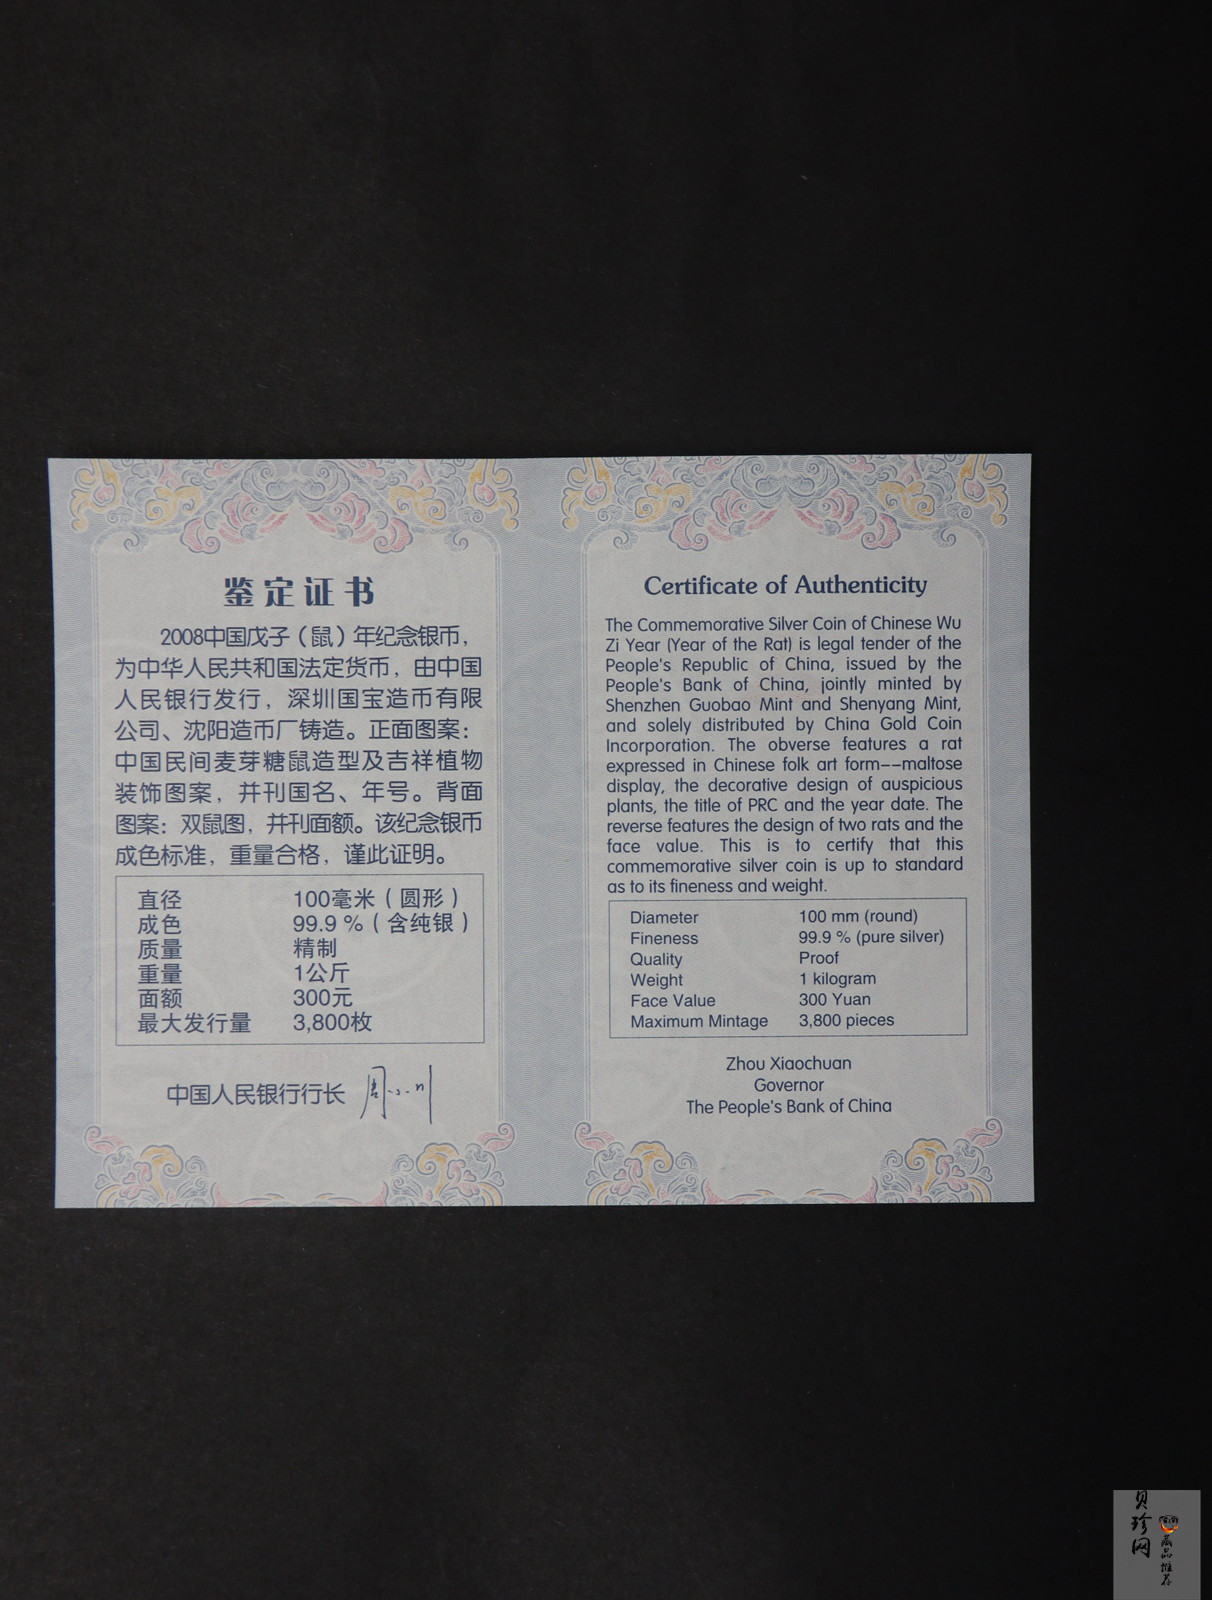 鉴定证书
2008中国戊子（鼠）年纪念银币，
为中华人民共和国法定货币，由中国
人民银行发行，深圳国宝造币有限
公司、沈阳造币厂铸造。正面图案：
中国民间麦芽糖鼠造型及吉祥植物
装饰图案，并刊国名、年号。背面
图案：双鼠图，并刊面额。该纪念银币
成色标准，重量合格，谨此证明。
直径 100毫米（圆形）
成色 99.9 %（含纯银）
质量 精制
重量 1公斤
面额 300元
最大发行量 3,800枚
中国人民银行行长 周小川
Certificate of Authenticity
The Commemorative Silver Coin of Chinese Wu
Zi Year (Year of the Rat) is legal tender of the
People's Republic of China, issued by the
People's Bank of China, jointly minted by
Shenzhen Guobao Mint and Shenyang Mint,
and solely distributed by China Gold Coin
Incorporation. The obverse features a rat
expressed in Chinese folk art form--maltose
display, the decorative design of auspicious
plants, the title of PRC and the year date. The
reverse features the design of two rats and the
face value. This is to certify that this
commemorative silver coin is up to standard
as to its fineness and weight.
Diameter 100 mm (round)
Fineness 99.9 % (pure silver)
Quality Proof
Weight 1 kilogram
Face Value 300 Yuan
Maximum Mintage 3,800 pieces
Zhou Xiaochuan
Governor
The People's Bank of China
贝珍网
藏品推荐